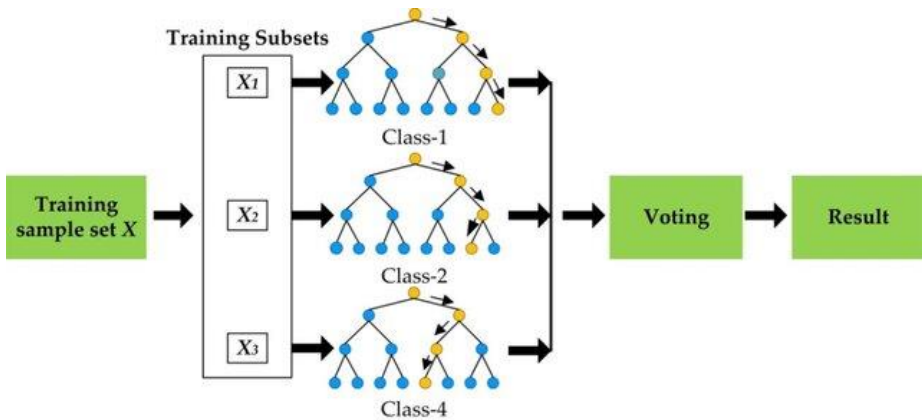 Training Subsets
X1
Class-1
Training
sample set X
X2
Voting
Result
Class-2
X3
Class-4